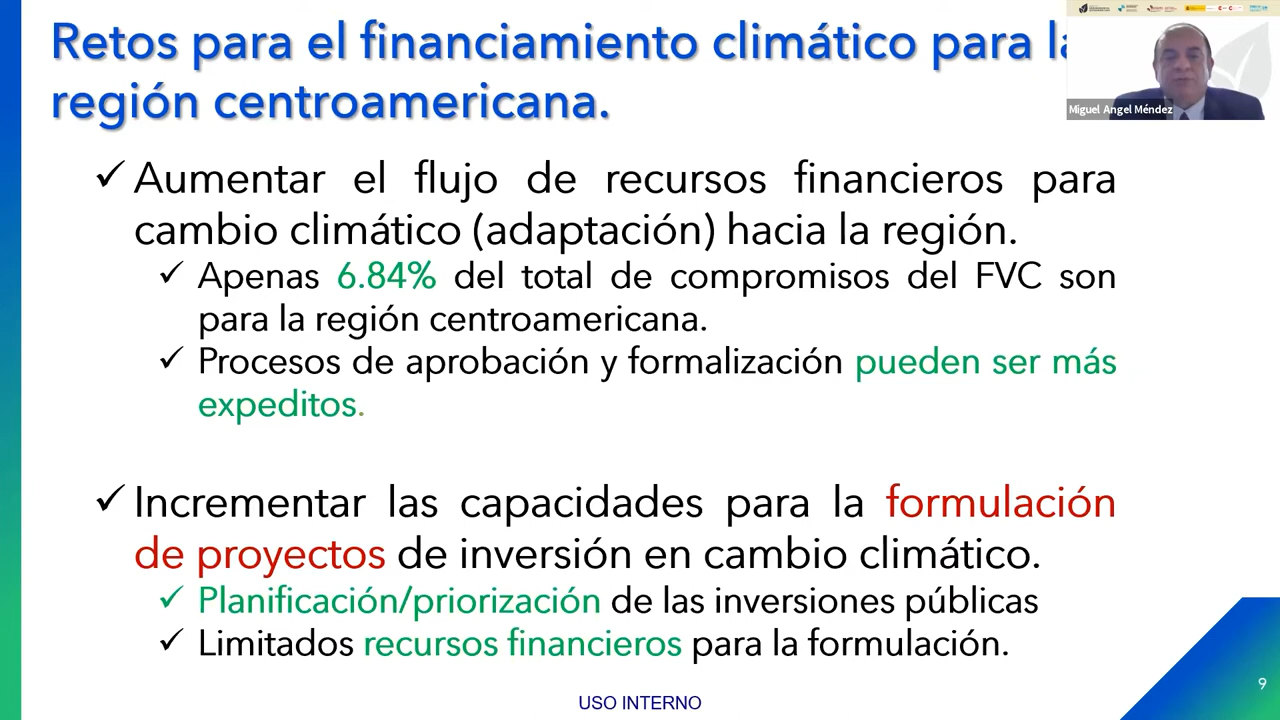 Retos para el financiamiento climático para la
región centroamericana.
Miguel Angel Méndez
✓ Aumentar el flujo de recursos financieros para
cambio climático (adaptación) hacia la región.
✓ Apenas 6.84% del total de compromisos del FVC son
para la región centroamericana.
✓ Procesos de aprobación y formalización pueden ser más
expeditos.
✓ Incrementar las capacidades para la formulación
de proyectos de inversión en cambio climático.
✓ Planificación/priorización de las inversiones públicas
✓ Limitados recursos financieros para la formulación.
9
USO INTERNO